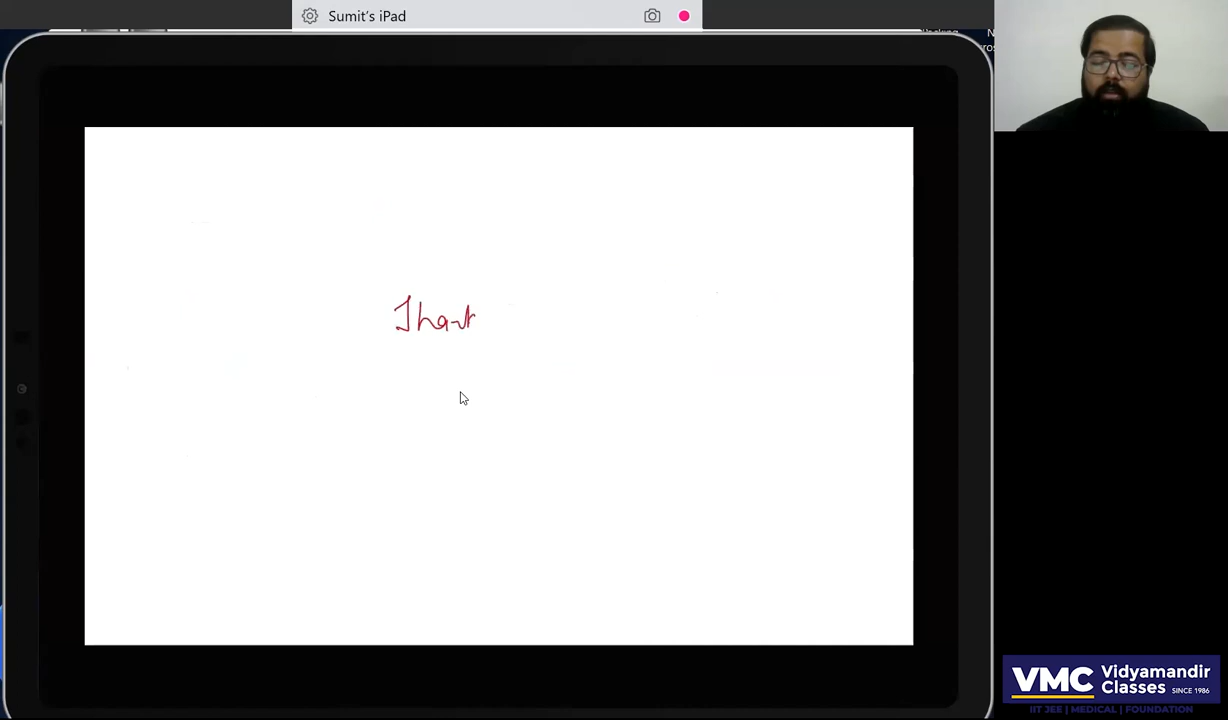 Sumit's iPad
VMC Vidyamandir
Classes SINCE 1986
IIT JEE | MEDICAL | FOUNDATION